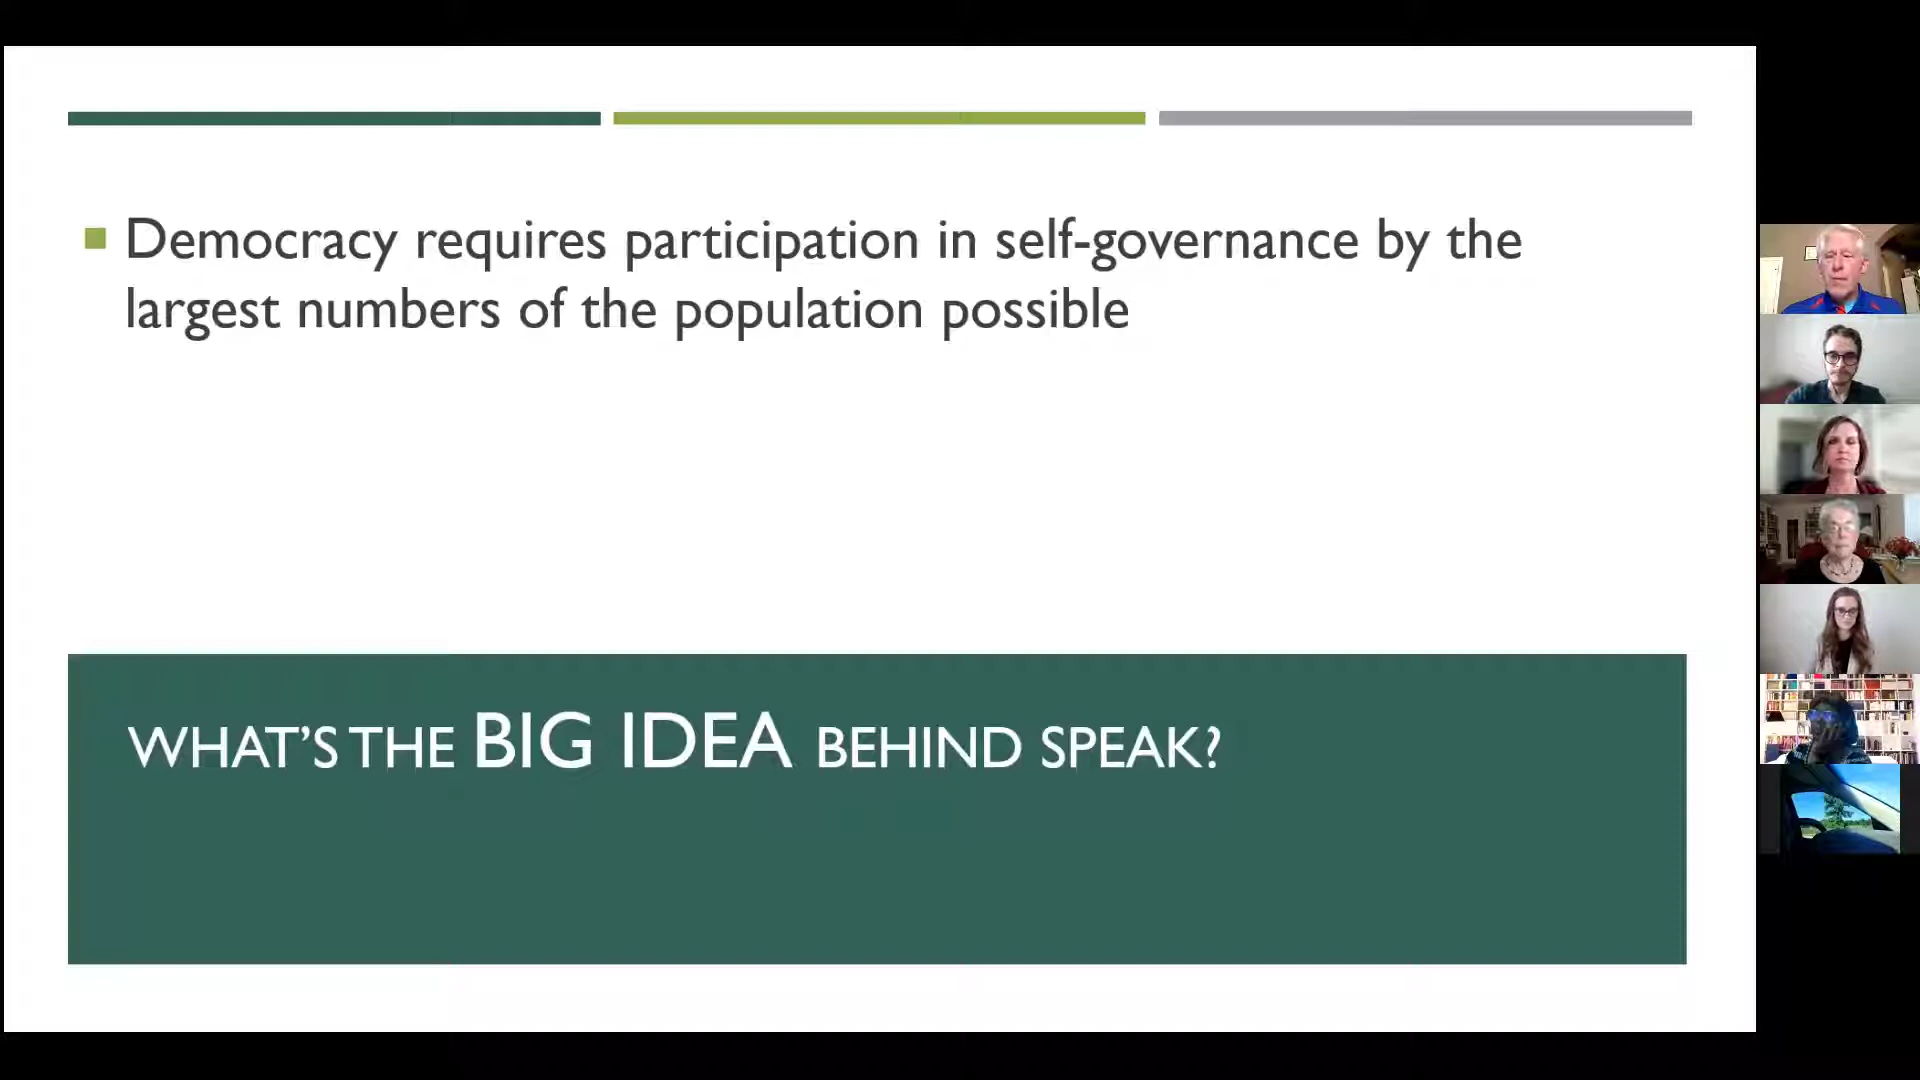 Democracy requires participation in self-governance by the
largest numbers of the population possible
WHAT'S THE BIG IDEA BEHIND SPEAK?